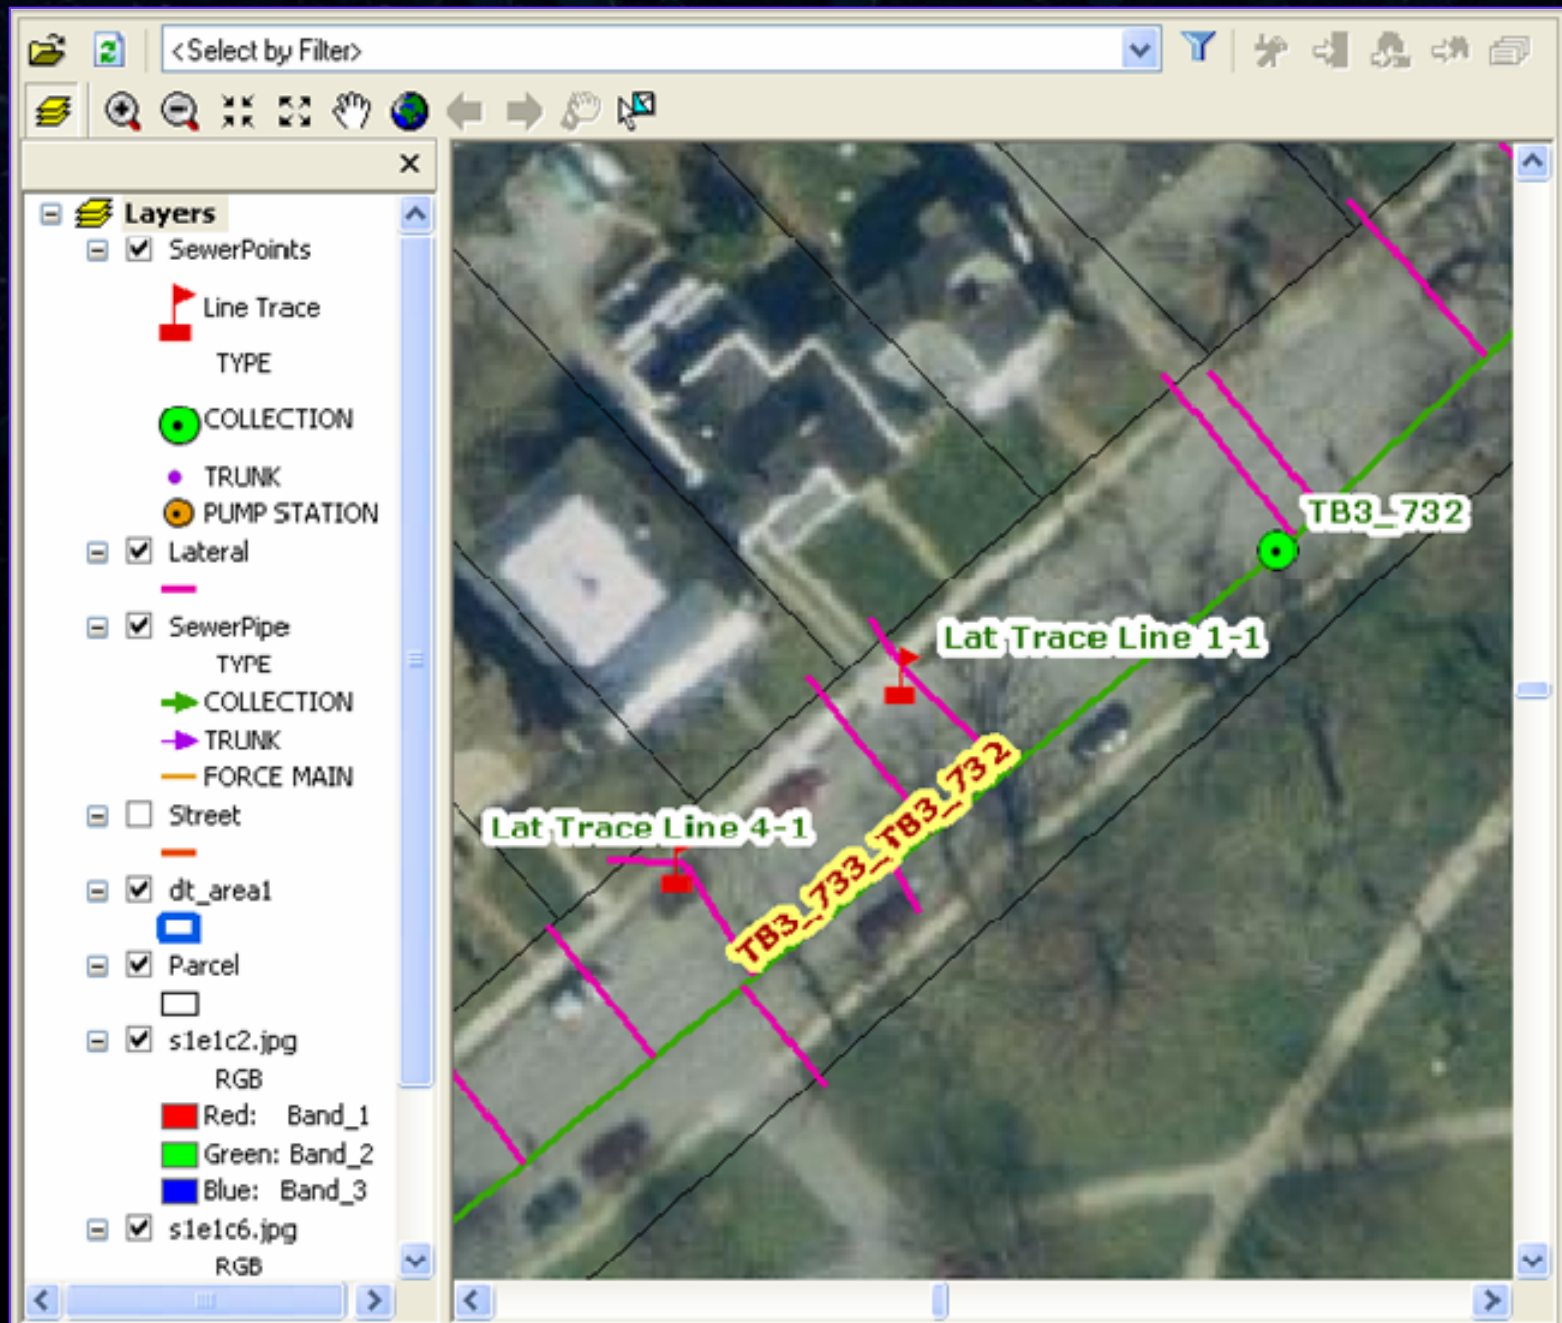 <Select by Filter>
Layers
SewerPoints
Line Trace
TYPE
COLLECTION
TRUNK
PUMP STATION
Lateral
SewerPipe
TYPE
COLLECTION
TRUNK
FORCE MAIN
Street
dt_area1
Parcel
s1e1c2.jpg
RGB
Red: Band_1
Green: Band_2
Blue: Band_3
s1e1c6.jpg
RGB
TB3_732
Lat Trace Line 1-1
TB3_733_TB3_732
Lat Trace Line 4-1